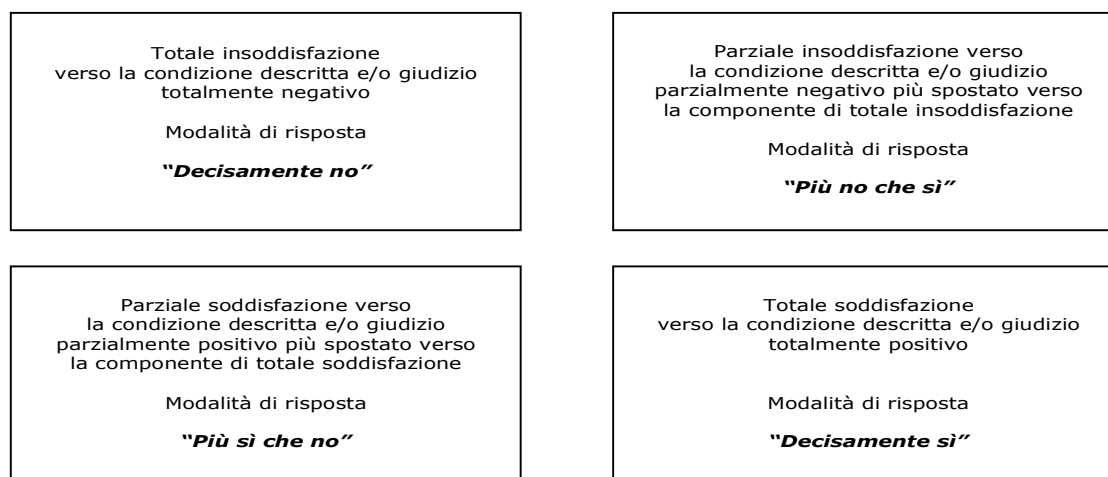 Totale insoddisfazione
verso la condizione descritta e/o giudizio
totalmente negativo
Modalità di risposta
“Decisamente no”
Parziale insoddisfazione verso
la condizione descritta e/o giudizio
parzialmente negativo più spostato verso
la componente di totale insoddisfazione
Modalità di risposta
“Più no che sì”
Parziale soddisfazione verso
la condizione descritta e/o giudizio
parzialmente positivo più spostato verso
la componente di totale soddisfazione
Modalità di risposta
“Più sì che no”
Totale soddisfazione
verso la condizione descritta e/o giudizio
totalmente positivo
Modalità di risposta
“Decisamente sì”